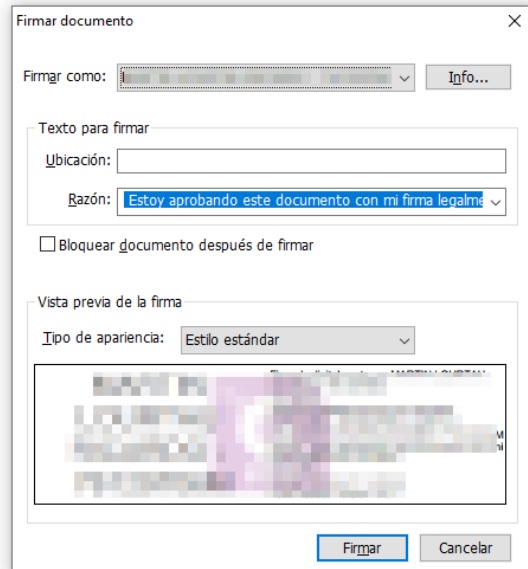 Firmar documento
Firmar como:
Info...
Texto para firmar
Ubicación:
Razón: Estoy aprobando este documento con mi firma legalme
Bloquear documento después de firmar
Vista previa de la firma
Tipo de apariencia: Estilo estándar
M
Firmar Cancelar